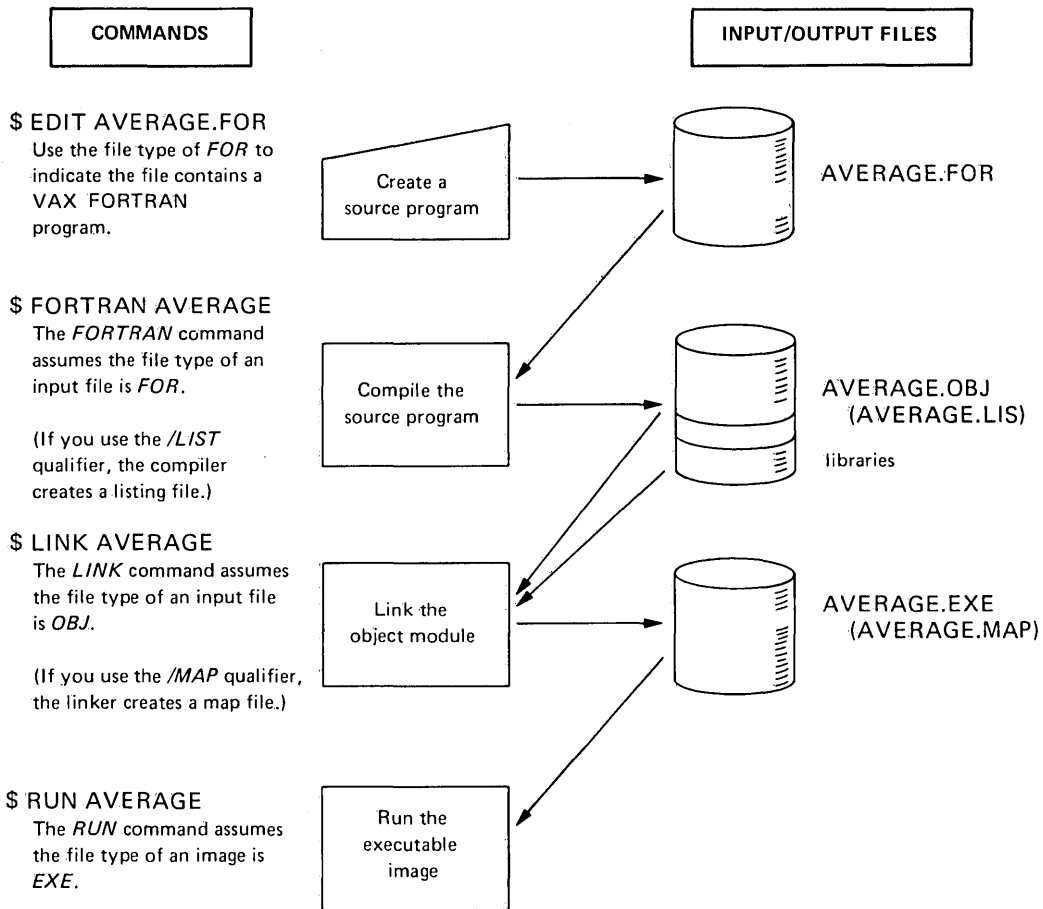 COMMANDS
INPUT/OUTPUT FILES
$ EDIT AVERAGE.FOR
Use the file type of FOR to
indicate the file contains a
VAX FORTRAN
program.
Create a
source program
AVERAGE.FOR
$ FORTRAN AVERAGE
The FORTRAN command
assumes the file type of an
input file is FOR.
(If you use the /LIST
qualifier, the compiler
creates a listing file.)
Compile the
source program
AVERAGE.OBJ
(AVERAGE.LIS)
libraries
$ LINK AVERAGE
The LINK command assumes
the file type of an input file
is OBJ.
(If you use the /MAP qualifier,
the linker creates a map file.)
Link the
object module
AVERAGE.EXE
(AVERAGE.MAP)
$ RUN AVERAGE
The RUN command assumes
the file type of an image is
EXE.
Run the
executable
image